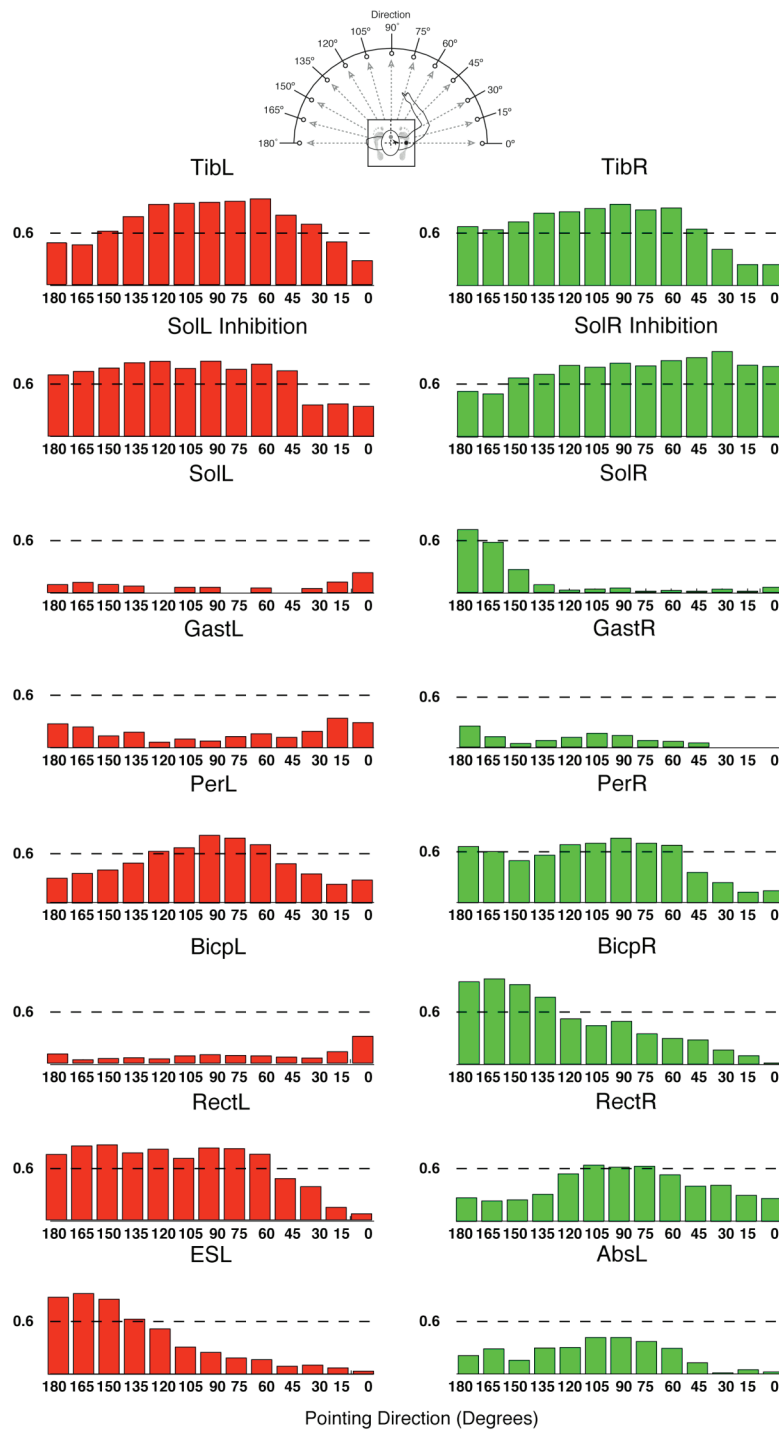 Direction
90°
105º
75º
120º
60º
135º
45º
150º
30º
165º
15º
180°
0º
TibL TibR
0.6 0.6
180 165 150 135 120 105 90 75 60 45 30 15 0 180 165 150 135 120 105 90 75 60 45 30 15 0
SolL Inhibition SolR Inhibition
0.6 0.6
180 165 150 135 120 105 90 75 60 45 30 15 0 180 165 150 135 120 105 90 75 60 45 30 15 0
SolL SolR
0.6 0.6
180 165 150 135 120 105 90 75 60 45 30 15 0 180 165 150 135 120 105 90 75 60 45 30 15 0
GastL GastR
0.6 0.6
180 165 150 135 120 105 90 75 60 45 30 15 0 180 165 150 135 120 105 90 75 60 45 30 15 0
PerL PerR
0.6 0.6
180 165 150 135 120 105 90 75 60 45 30 15 0 180 165 150 135 120 105 90 75 60 45 30 15 0
BicpL BicpR
0.6 0.6
180 165 150 135 120 105 90 75 60 45 30 15 0 180 165 150 135 120 105 90 75 60 45 30 15 0
RectL RectR
0.6 0.6
180 165 150 135 120 105 90 75 60 45 30 15 0 180 165 150 135 120 105 90 75 60 45 30 15 0
ESL AbsL
0.6 0.6
180 165 150 135 120 105 90 75 60 45 30 15 0 180 165 150 135 120 105 90 75 60 45 30 15 0
Pointing Direction (Degrees)